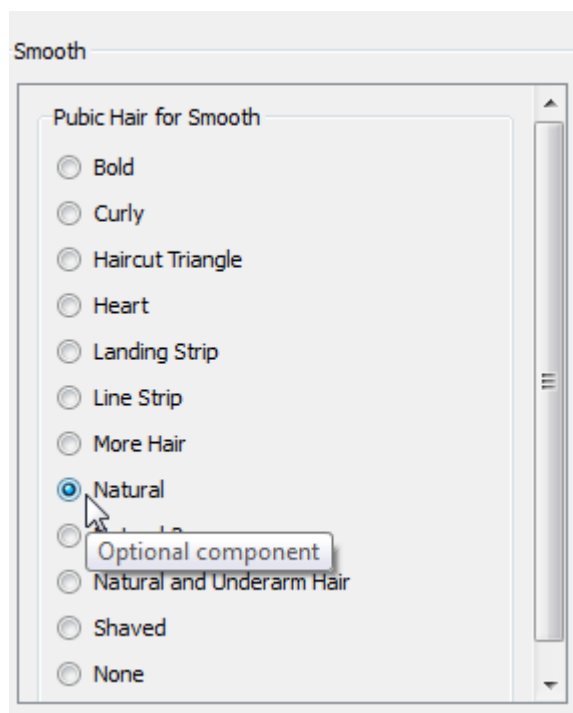 Smooth
Pubic Hair for Smooth
Bold
Curly
Haircut Triangle
Heart
Landing Strip
Line Strip
More Hair
Natural
Optional component
Natural and Underarm Hair
Shaved
None